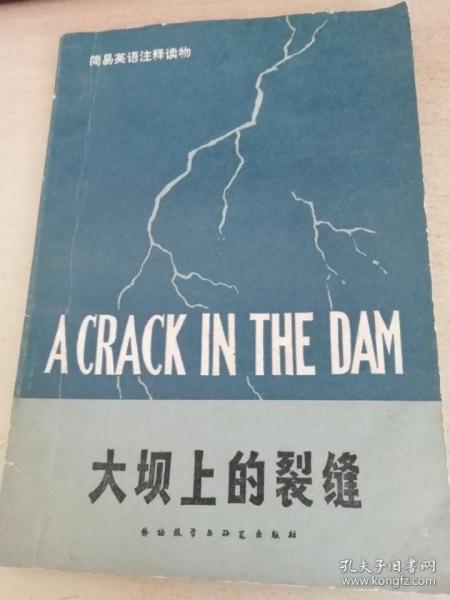 简易英语注释读物
A CRACK IN THE DAM
大坝上的裂缝
外语教学与研究出版社
孔夫子旧书网
www.kongfz.com